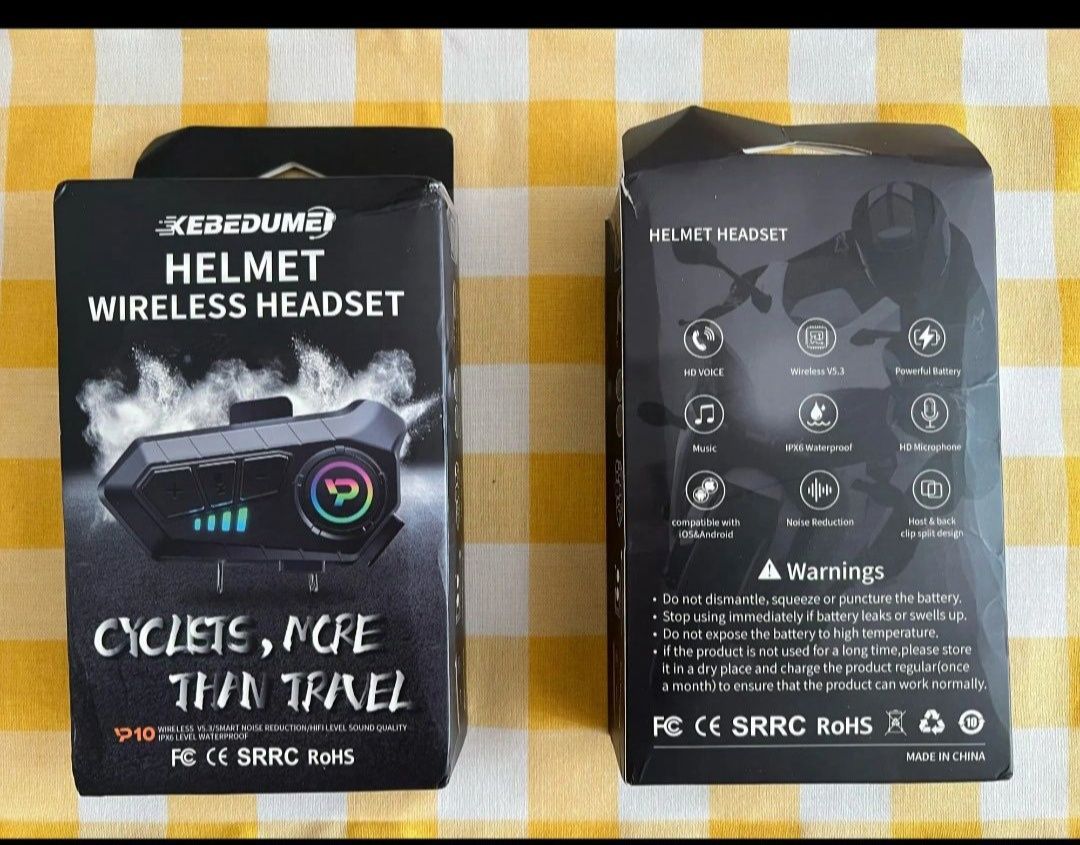 KEBEDUMEI
HELMET
WIRELESS HEADSET
CYCLISTS, MORE
THAN TRAVEL
P10 WIRELESS V5.3/SMART NOISE REDUCTION/HIFI LEVEL SOUND QUALITY
IPX6 LEVEL WATERPROOF
FC CE SRRC RoHS
HELMET HEADSET
HD VOICE
Wireless V5.3
Powerful Battery
Music
IPX6 Waterproof
HD Microphone
compatible with
iOS&Android
Noise Reduction
Host & back
clip split design
Warnings
• Do not dismantle, squeeze or puncture the battery.
• Stop using immediately if battery leaks or swells up.
• Do not expose the battery to high temperature.
• if the product is not used for a long time,please store
it in a dry place and charge the product regular(once
a month) to ensure that the product can work normally.
FC CE SRRC RoHS 10
MADE IN CHINA